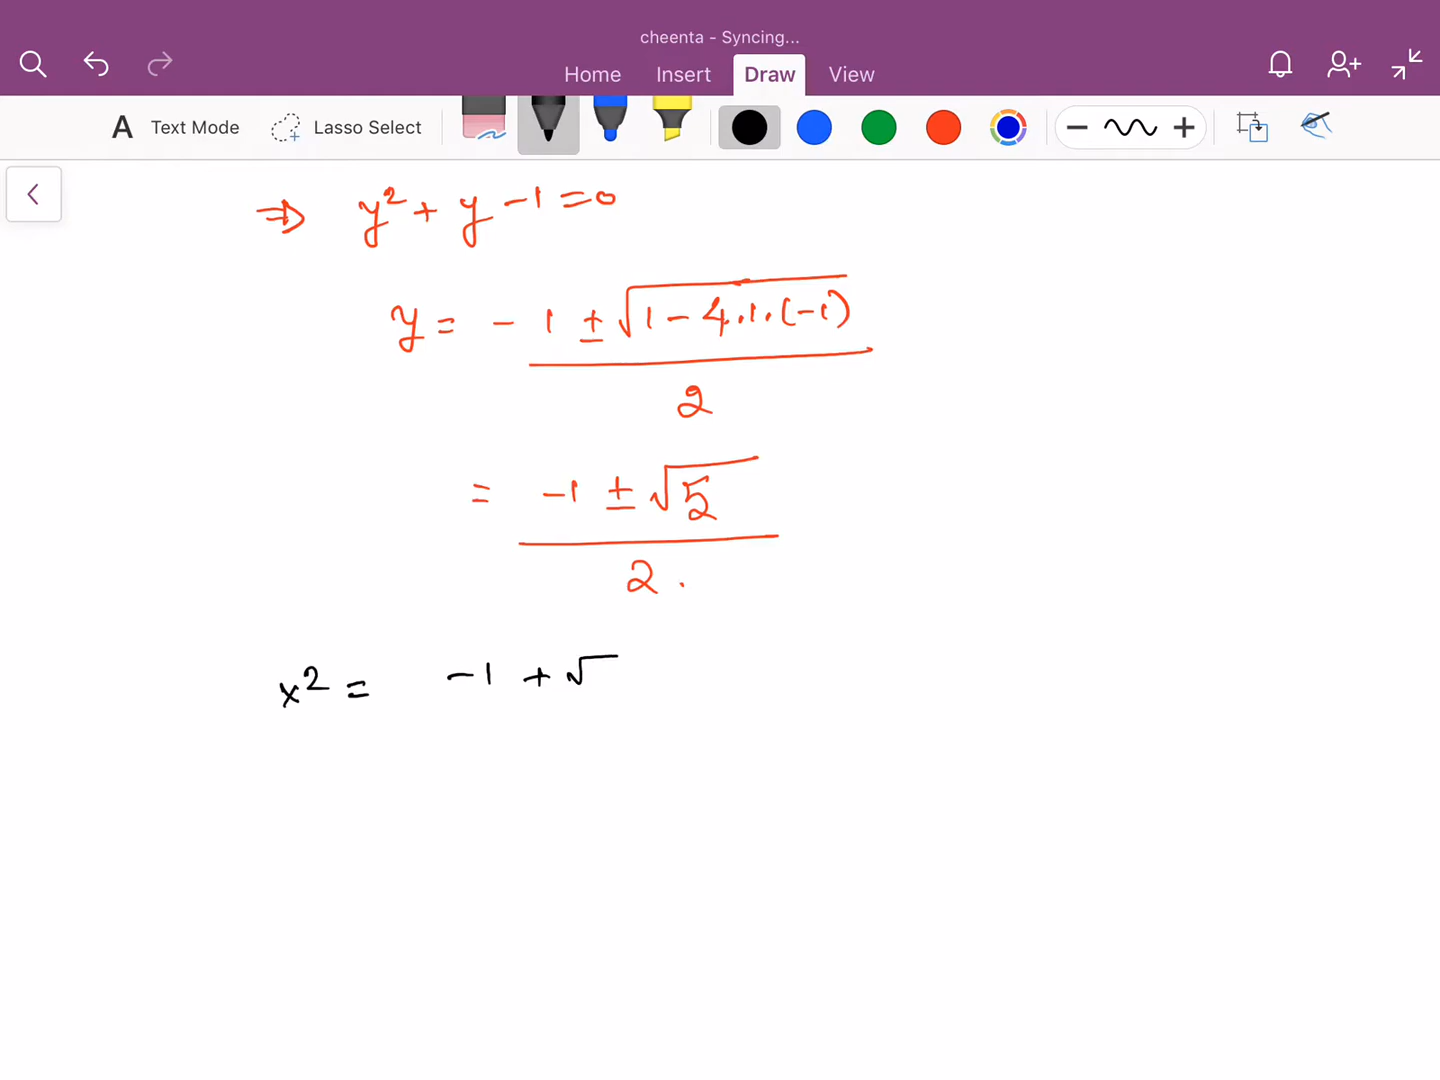 cheenta - Syncing...
Home Insert Draw View
A Text Mode Lasso Select
⇒ y² + y - 1 = 0
y = - 1 ± √1 - 4.1.(-1)
2
= -1 ± √5
2.
x² = -1 + √